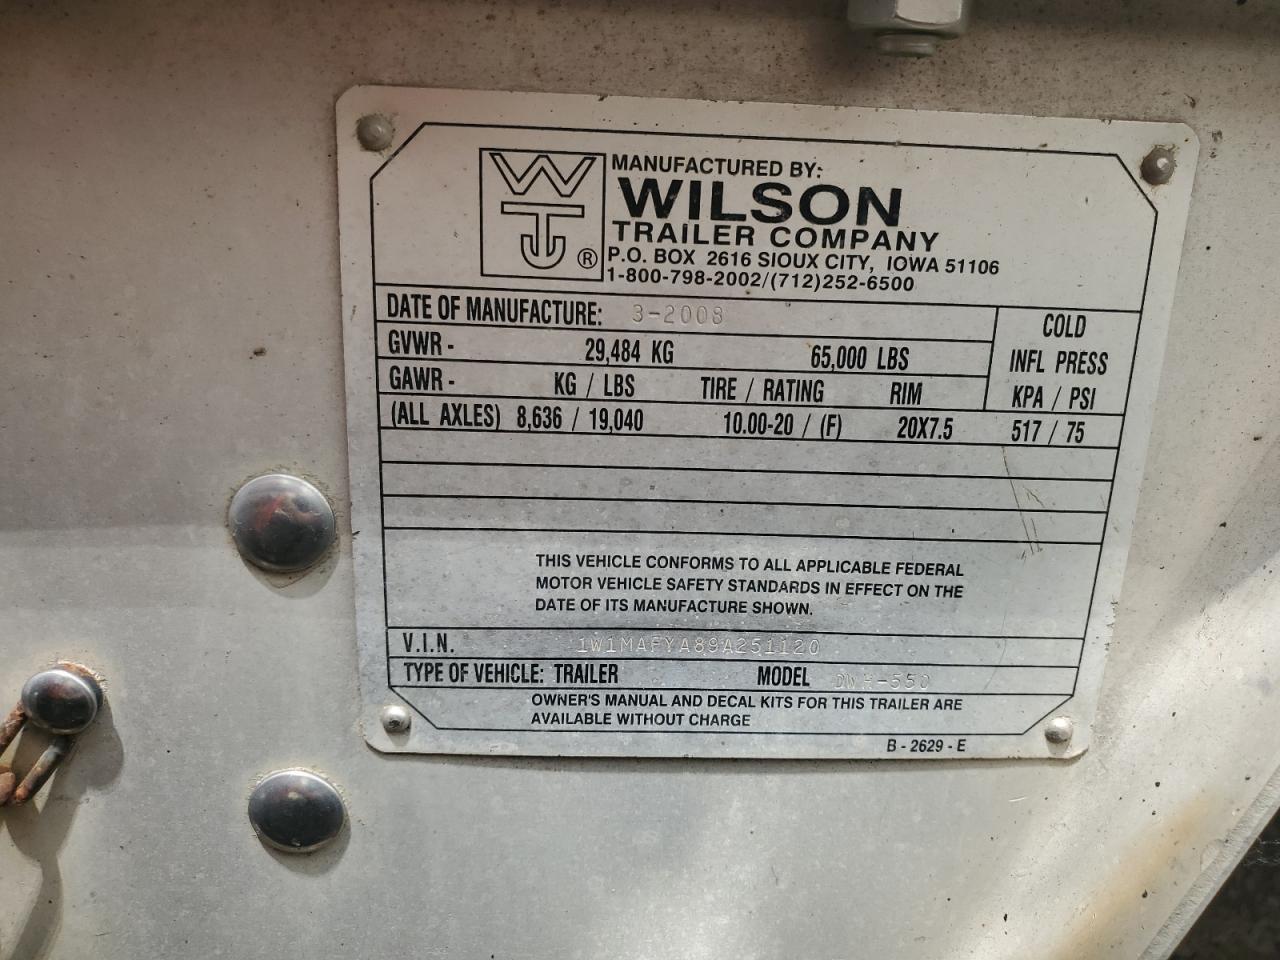 WTJ ®
MANUFACTURED BY:
WILSON
TRAILER COMPANY
P.O. BOX 2616 SIOUX CITY, IOWA 51106
1-800-798-2002/(712)252-6500
DATE OF MANUFACTURE: 3-2008
GVWR - 29,484 KG 65,000 LBS
COLD
INFL PRESS
KPA / PSI
GAWR - KG / LBS TIRE / RATING RIM
(ALL AXLES) 8,636 / 19,040 10.00-20 / (F) 20X7.5 517 / 75
THIS VEHICLE CONFORMS TO ALL APPLICABLE FEDERAL
MOTOR VEHICLE SAFETY STANDARDS IN EFFECT ON THE
DATE OF ITS MANUFACTURE SHOWN.
V.I.N. 1W1MAFYA89A251120
TYPE OF VEHICLE: TRAILER MODEL DWH-550
OWNER'S MANUAL AND DECAL KITS FOR THIS TRAILER ARE
AVAILABLE WITHOUT CHARGE
B - 2629 - E